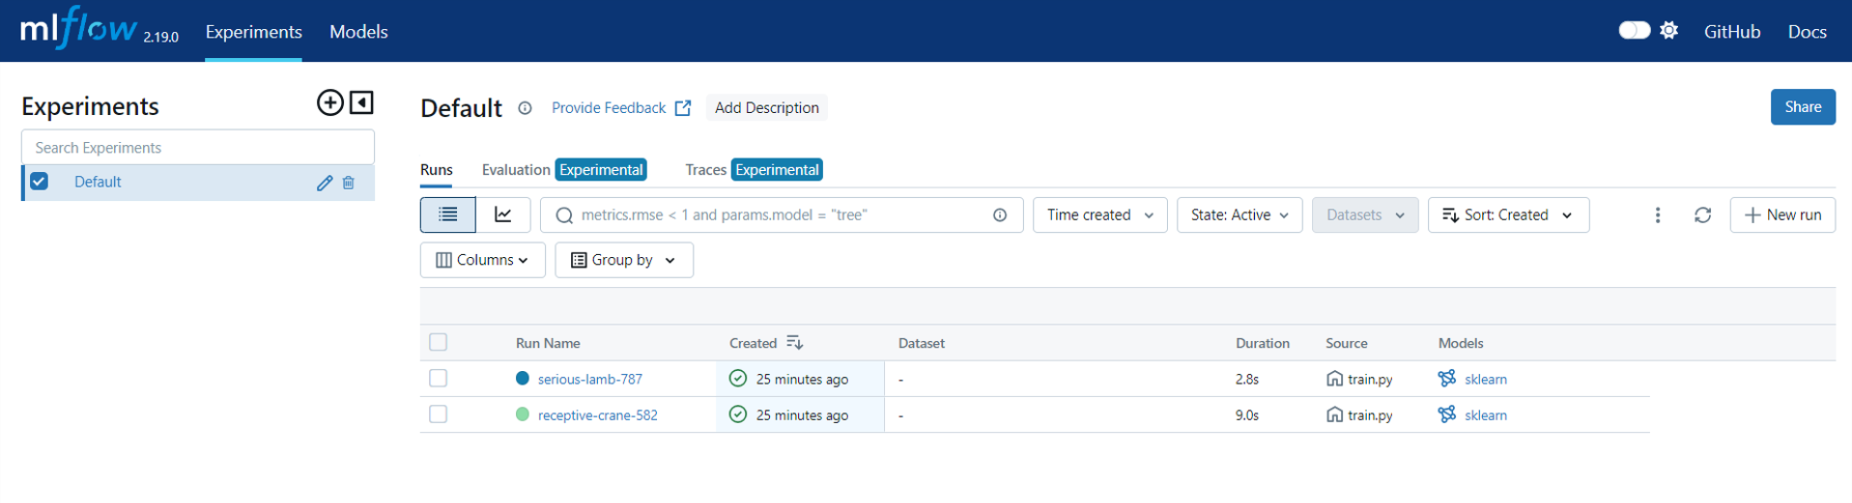 mlflow 2.19.0 Experiments Models GitHub Docs
Experiments
Search Experiments
Default
Default Provide Feedback Add Description Share
Runs Evaluation Experimental Traces Experimental
metrics.rmse < 1 and params.model = "tree" Time created State: Active Datasets Sort: Created New run
Columns Group by
Run Name Created Dataset Duration Source Models
serious-lamb-787 25 minutes ago - 2.8s train.py sklearn
receptive-crane-582 25 minutes ago - 9.0s train.py sklearn